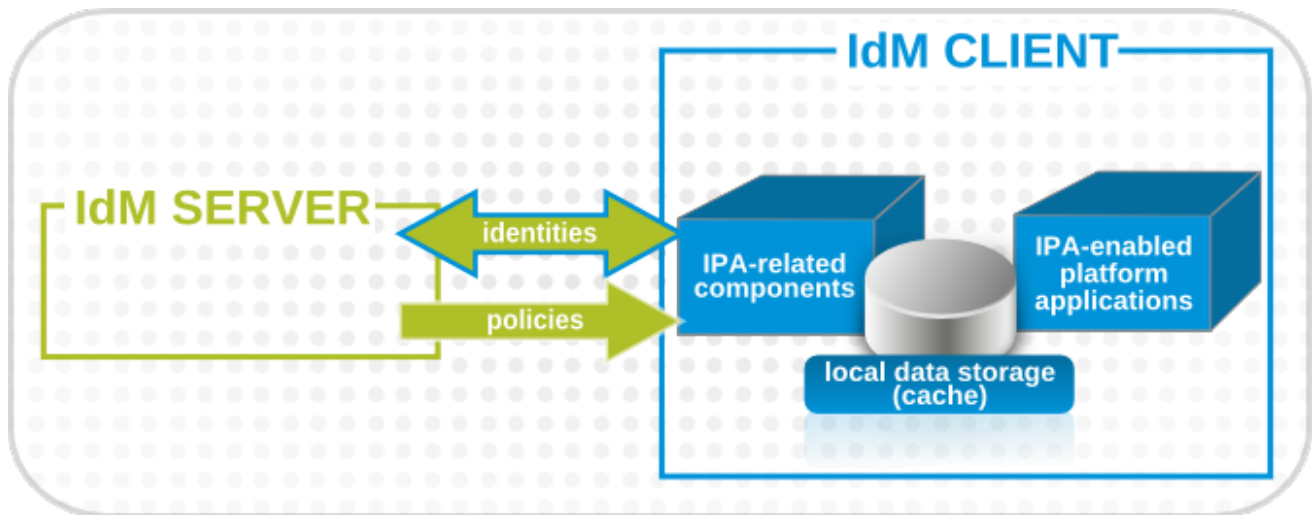 IdM CLIENT
IdM SERVER
identities
policies
IPA-related
components
IPA-enabled
platform
applications
local data storage
(cache)